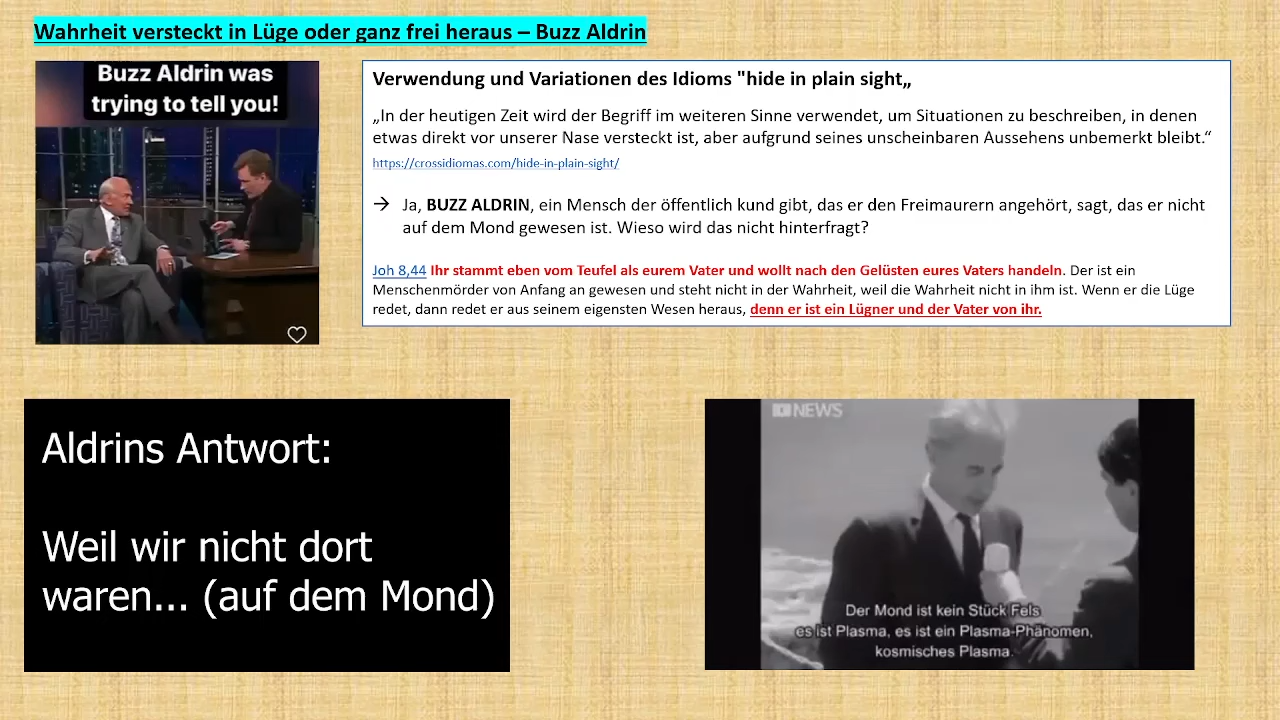 Wahrheit versteckt in Lüge oder ganz frei heraus – Buzz Aldrin
Buzz Aldrin was
trying to tell you!
Verwendung und Variationen des Idioms "hide in plain sight„
„In der heutigen Zeit wird der Begriff im weiteren Sinne verwendet, um Situationen zu beschreiben, in denen
etwas direkt vor unserer Nase versteckt ist, aber aufgrund seines unscheinbaren Aussehens unbemerkt bleibt.“
https://crossidiomas.com/hide-in-plain-sight/
→ Ja, BUZZ ALDRIN, ein Mensch der öffentlich kund gibt, das er den Freimaurern angehört, sagt, das er nicht
auf dem Mond gewesen ist. Wieso wird das nicht hinterfragt?
Joh 8,44 Ihr stammt eben vom Teufel als eurem Vater und wollt nach den Gelüsten eures Vaters handeln. Der ist ein
Menschenmörder von Anfang an gewesen und steht nicht in der Wahrheit, weil die Wahrheit nicht in ihm ist. Wenn er die Lüge
redet, dann redet er aus seinem eigensten Wesen heraus, denn er ist ein Lügner und der Vater von ihr.
Aldrins Antwort:
Weil wir nicht dort
waren... (auf dem Mond)
NEWS
Der Mond ist kein Stück Fels
es ist Plasma, es ist ein Plasma-Phänomen,
kosmisches Plasma.